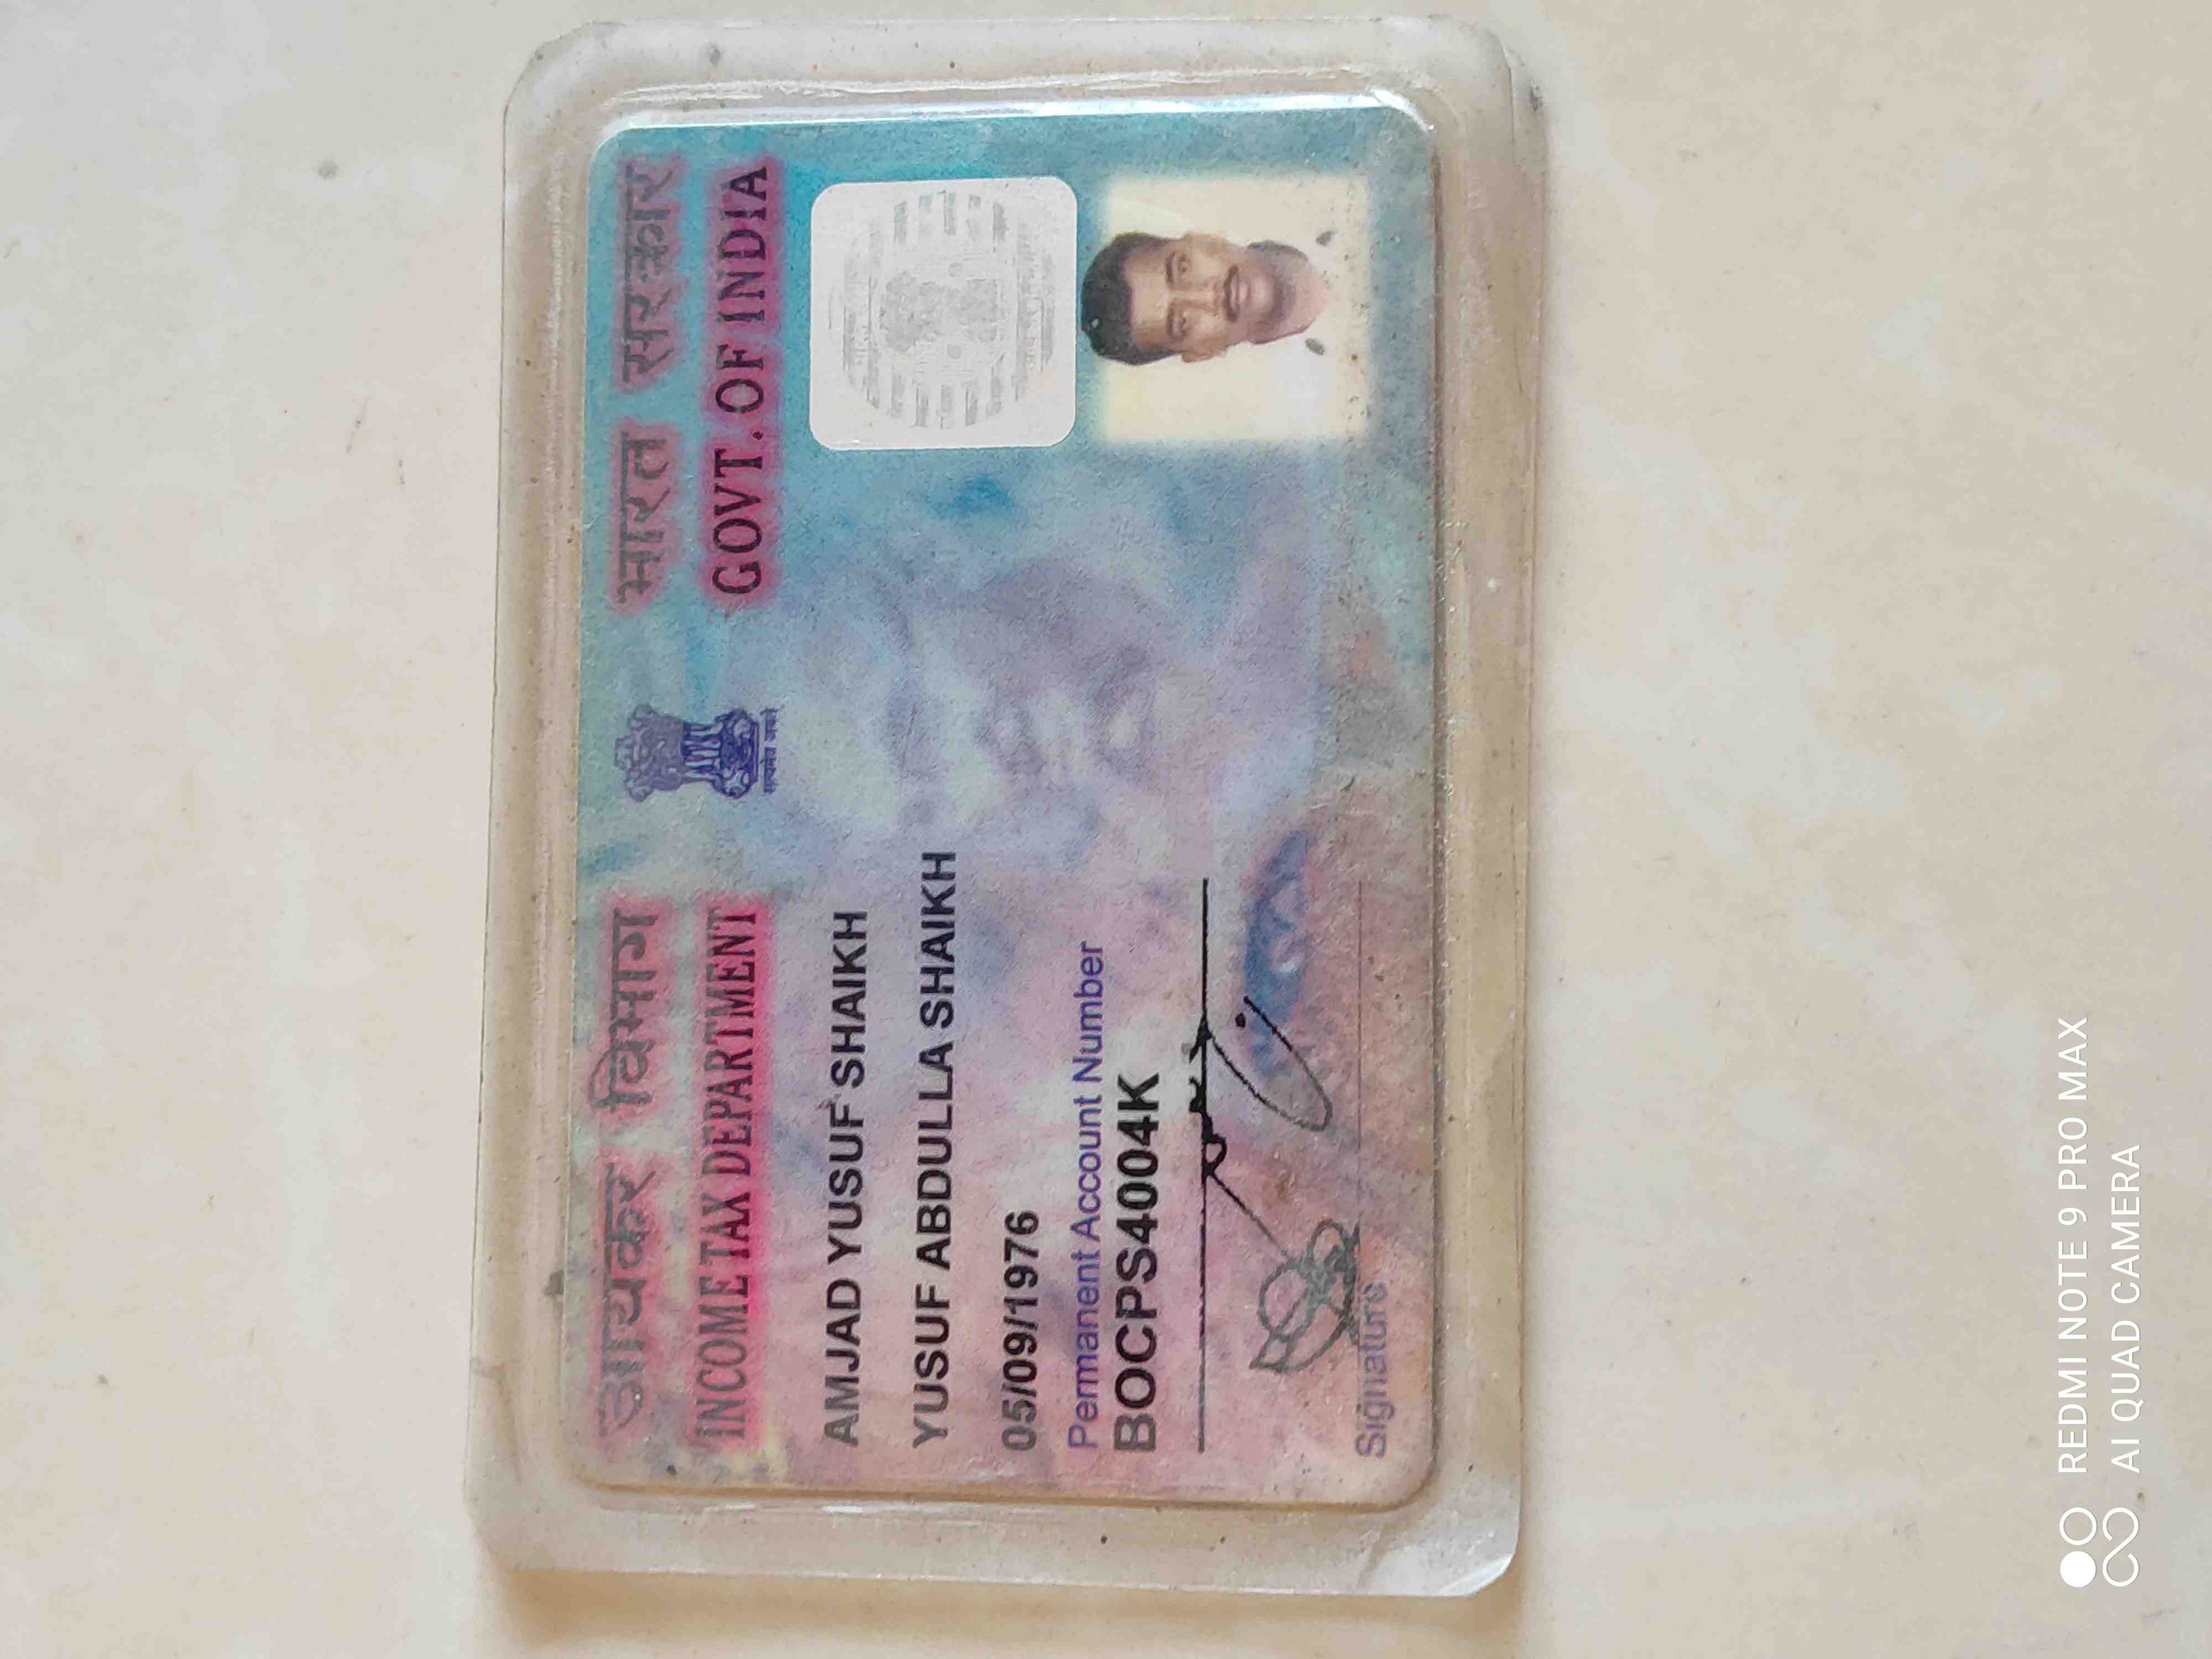 आयकर विभाग
INCOME TAX DEPARTMENT
सत्यमेव जयते
भारत सरकार
GOVT. OF INDIA
AMJAD YUSUF SHAIKH
YUSUF ABDULLA SHAIKH
05/09/1976
Permanent Account Number
BOCPS4004K
Signature
REDMI NOTE 9 PRO MAX
AI QUAD CAMERA